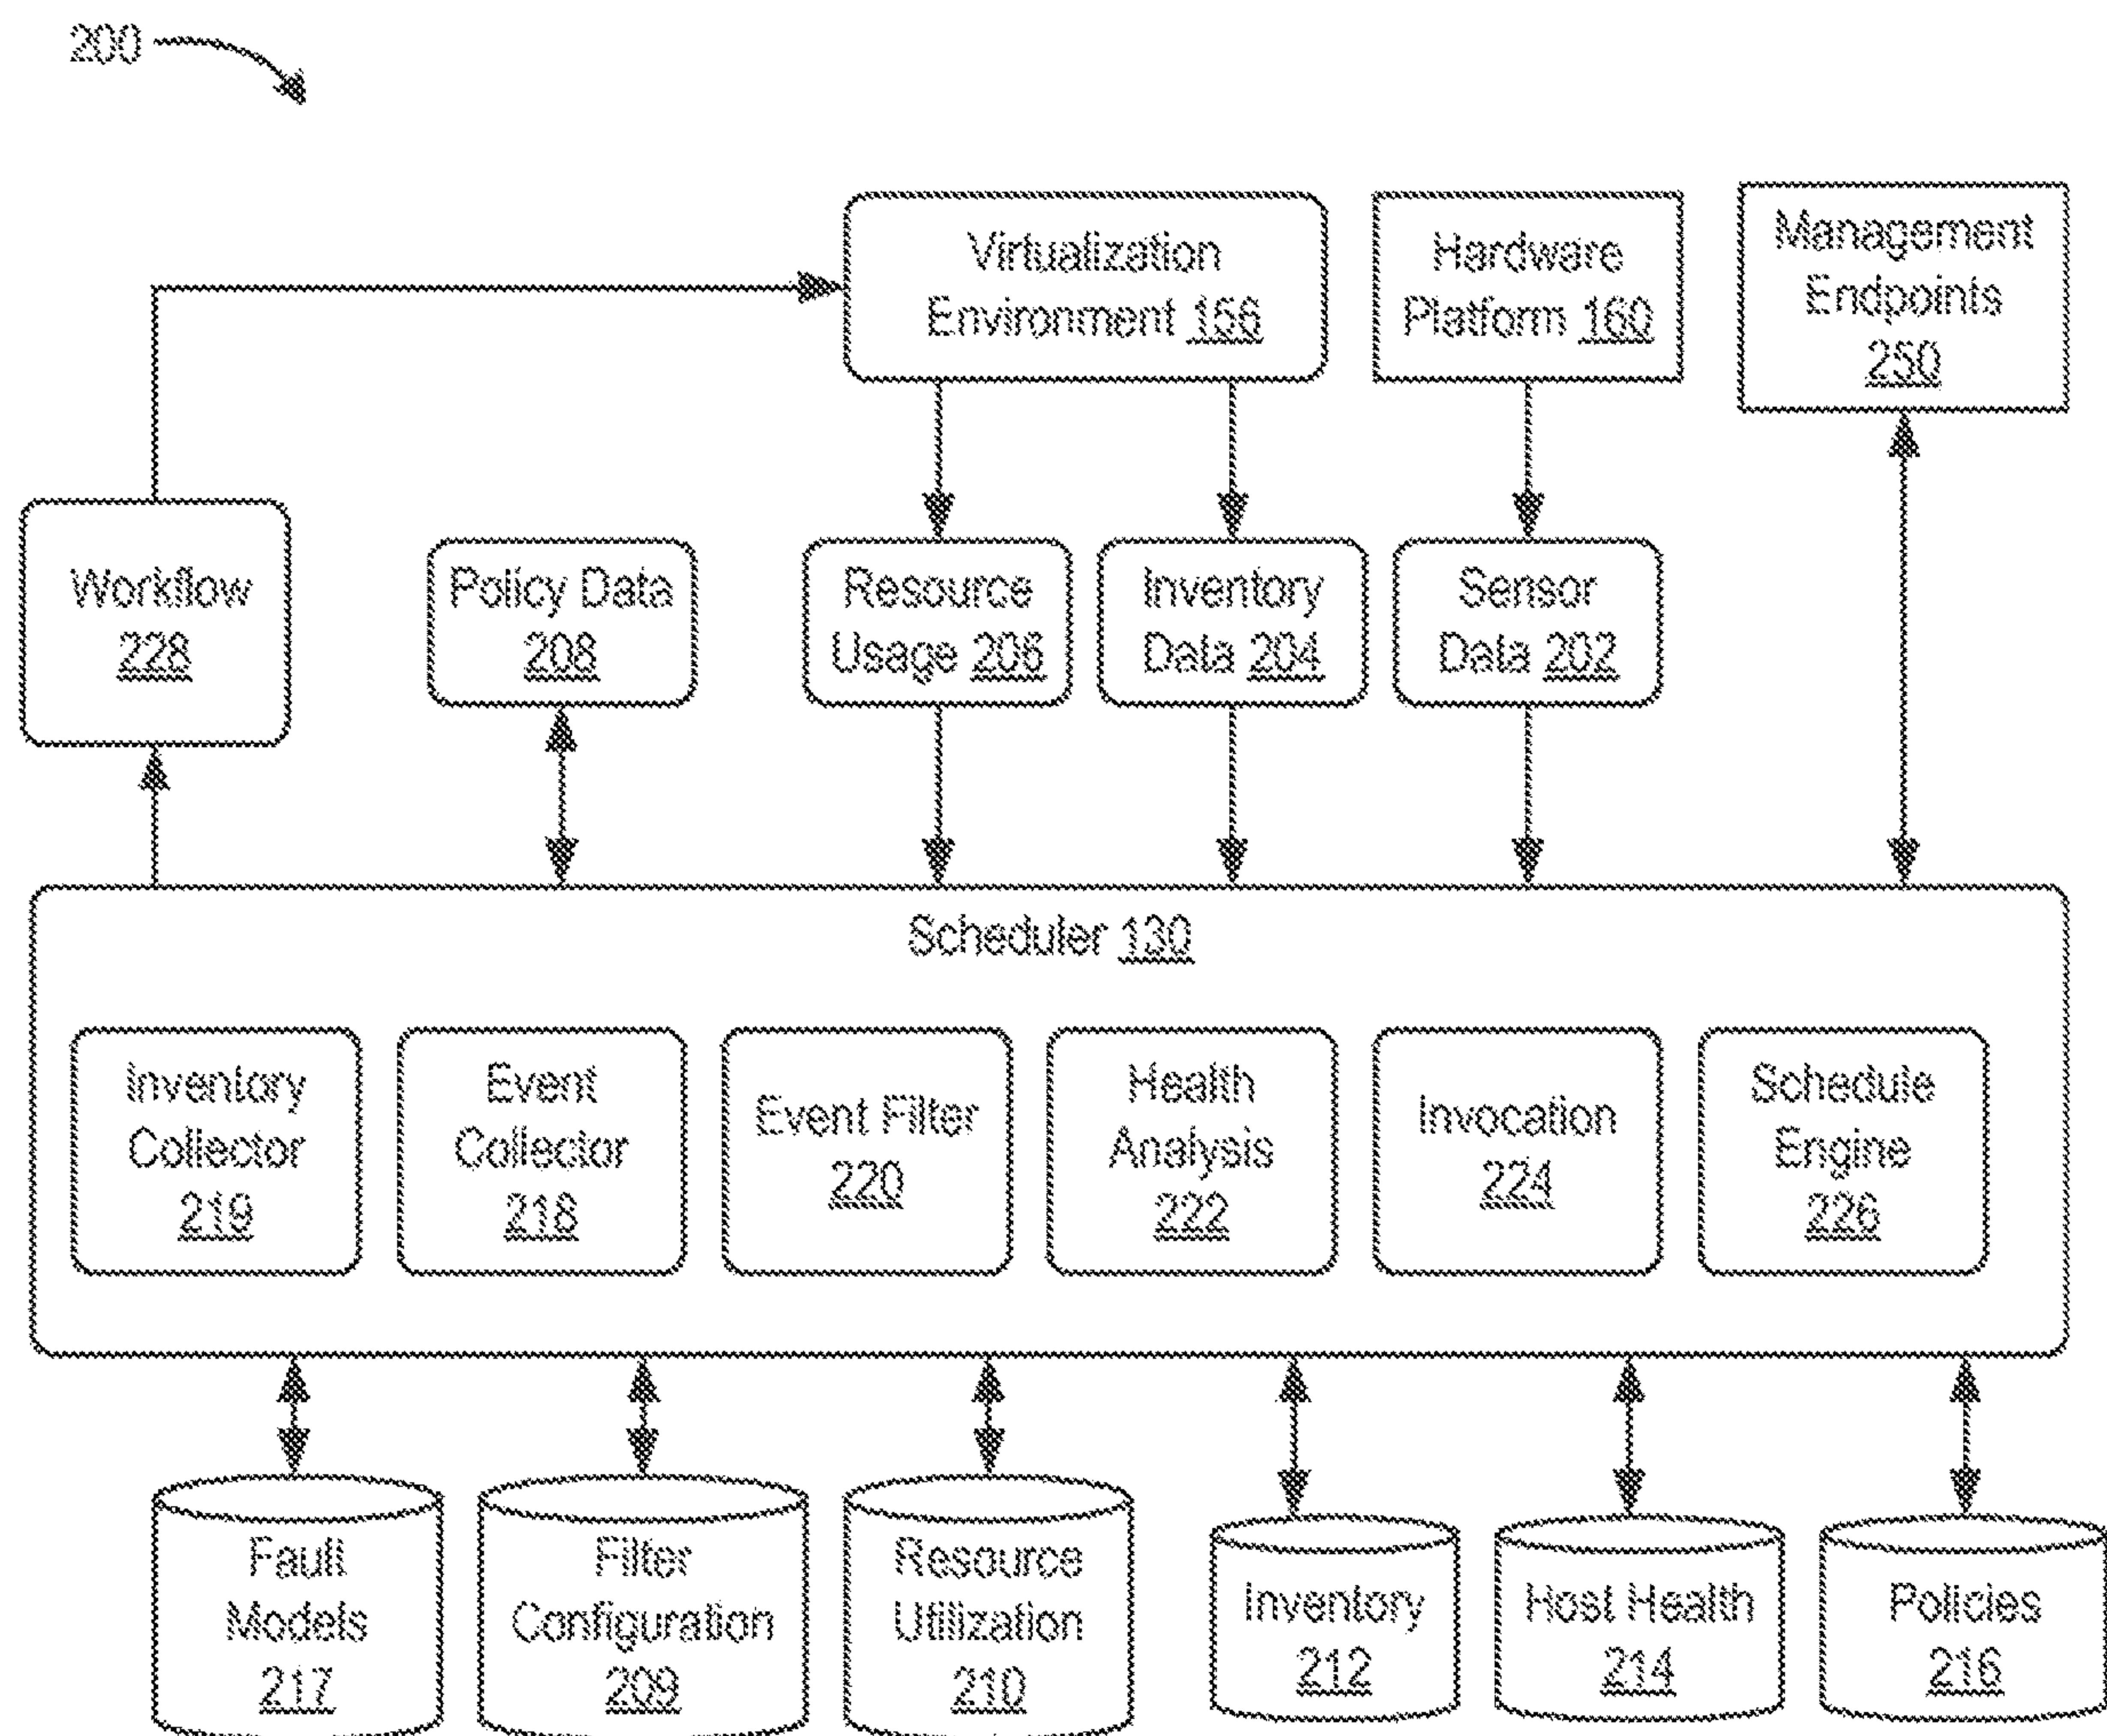 200
Virtualization
Environment 156
Hardware
Platform 160
Management
Endpoints
250
Workflow
228
Policy Data
208
Resource
Usage 206
Inventory
Data 204
Sensor
Data 202
Scheduler 130
Inventory
Collector
219
Event
Collector
218
Event Filter
220
Health
Analysis
222
Invocation
224
Schedule
Engine
226
Fault
Models
217
Filter
Configuration
209
Resource
Utilization
210
Inventory
212
Host Health
214
Policies
216